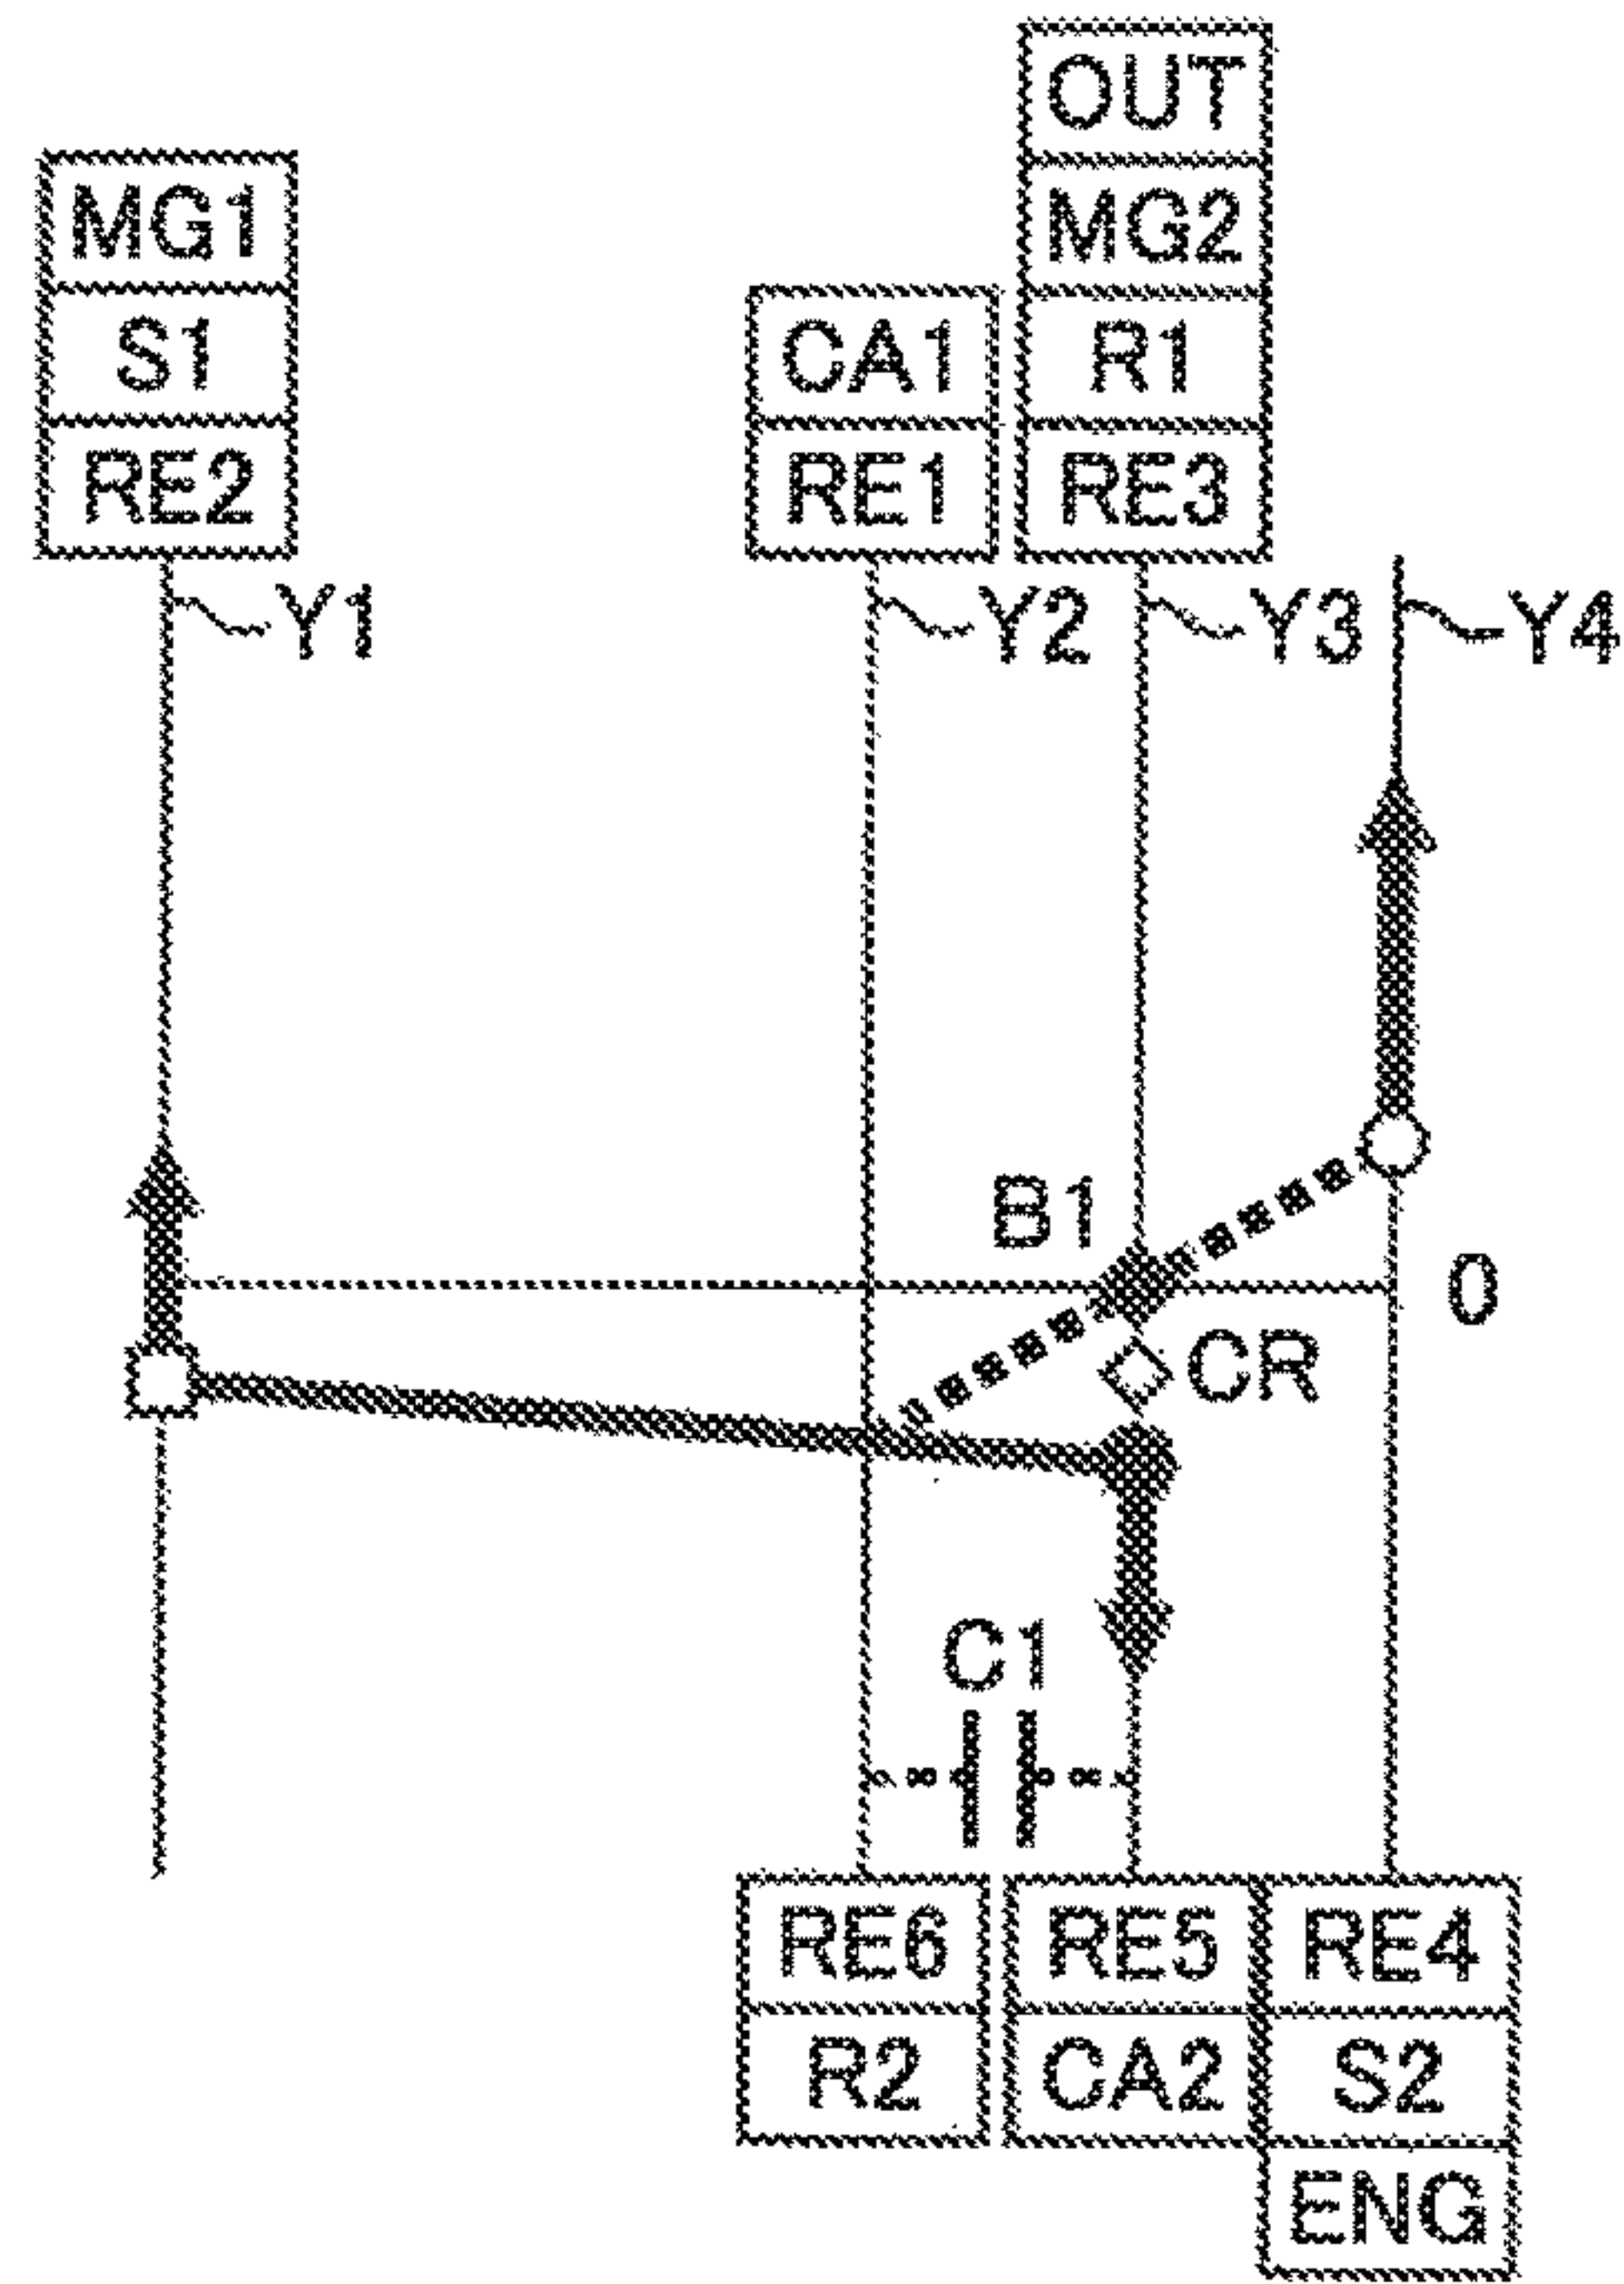 OUT
MG1 MG2
S1 CA1 R1
RE2 RE1 RE3
Y1 Y2 Y3 Y4
B1
0
CR
C1
RE6 RE5 RE4
R2 CA2 S2
ENG